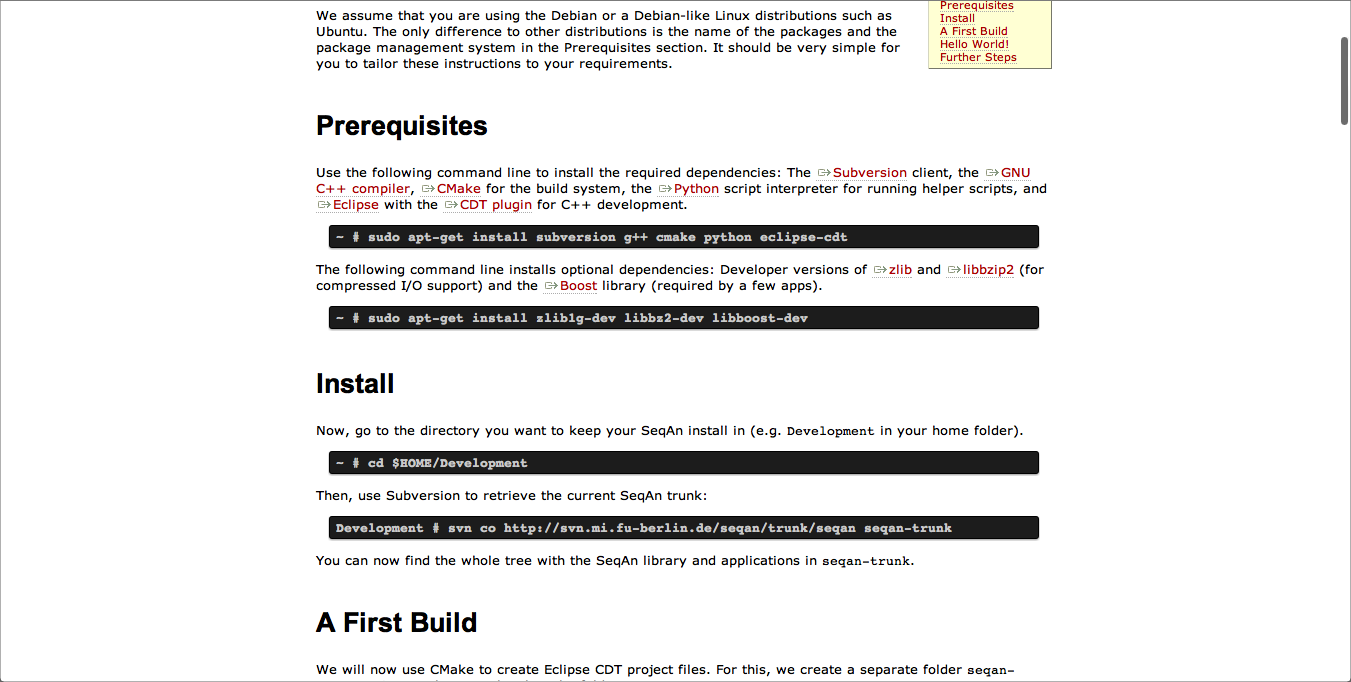 We assume that you are using the Debian or a Debian-like Linux distributions such as
Ubuntu. The only difference to other distributions is the name of the packages and the
package management system in the Prerequisites section. It should be very simple for
you to tailor these instructions to your requirements.
Prerequisites
Install
A First Build
Hello World!
Further Steps
Prerequisites
Use the following command line to install the required dependencies: The Subversion client, the GNU
C++ compiler, CMake for the build system, the Python script interpreter for running helper scripts, and
Eclipse with the CDT plugin for C++ development.
~ # sudo apt-get install subversion g++ cmake python eclipse-cdt
The following command line installs optional dependencies: Developer versions of zlib and libbzip2 (for
compressed I/O support) and the Boost library (required by a few apps).
~ # sudo apt-get install zlib1g-dev libbz2-dev libboost-dev
Install
Now, go to the directory you want to keep your SeqAn install in (e.g. Development in your home folder).
~ # cd $HOME/Development
Then, use Subversion to retrieve the current SeqAn trunk:
Development # svn co http://svn.mi.fu-berlin.de/seqan/trunk/seqan seqan-trunk
You can now find the whole tree with the SeqAn library and applications in seqan-trunk.
A First Build
We will now use CMake to create Eclipse CDT project files. For this, we create a separate folder seqan-